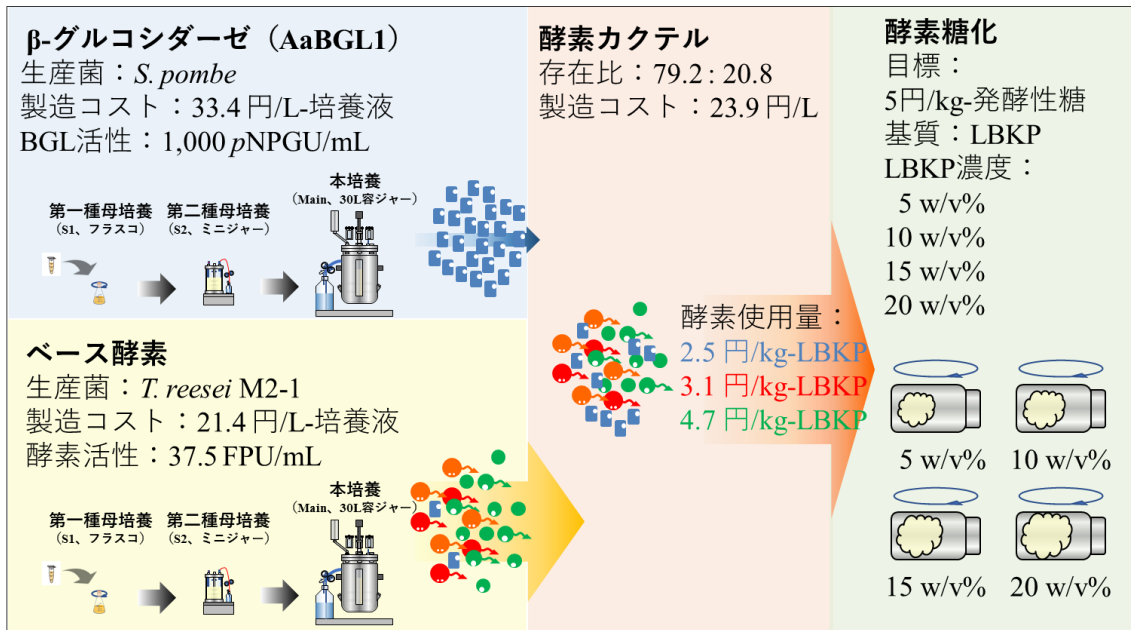 β-グルコシダーゼ（AaBGL1）
生産菌：S. pombe
製造コスト：33.4 円/L-培養液
BGL活性：1,000 pNPGU/mL
第一種母培養
（S1、フラスコ）
第二種母培養
（S2、ミニジャー）
本培養
（Main、30L容ジャー）
ベース酵素
生産菌：T. reesei M2-1
製造コスト：21.4 円/L-培養液
酵素活性：37.5 FPU/mL
第一種母培養
（S1、フラスコ）
第二種母培養
（S2、ミニジャー）
本培養
（Main、30L容ジャー）
酵素カクテル
存在比：79.2 : 20.8
製造コスト：23.9 円/L
酵素使用量：
2.5 円/kg-LBKP
3.1 円/kg-LBKP
4.7 円/kg-LBKP
酵素糖化
目標：
5円/kg-発酵性糖
基質：LBKP
LBKP濃度：
5 w/v%
10 w/v%
15 w/v%
20 w/v%
5 w/v%
10 w/v%
15 w/v%
20 w/v%